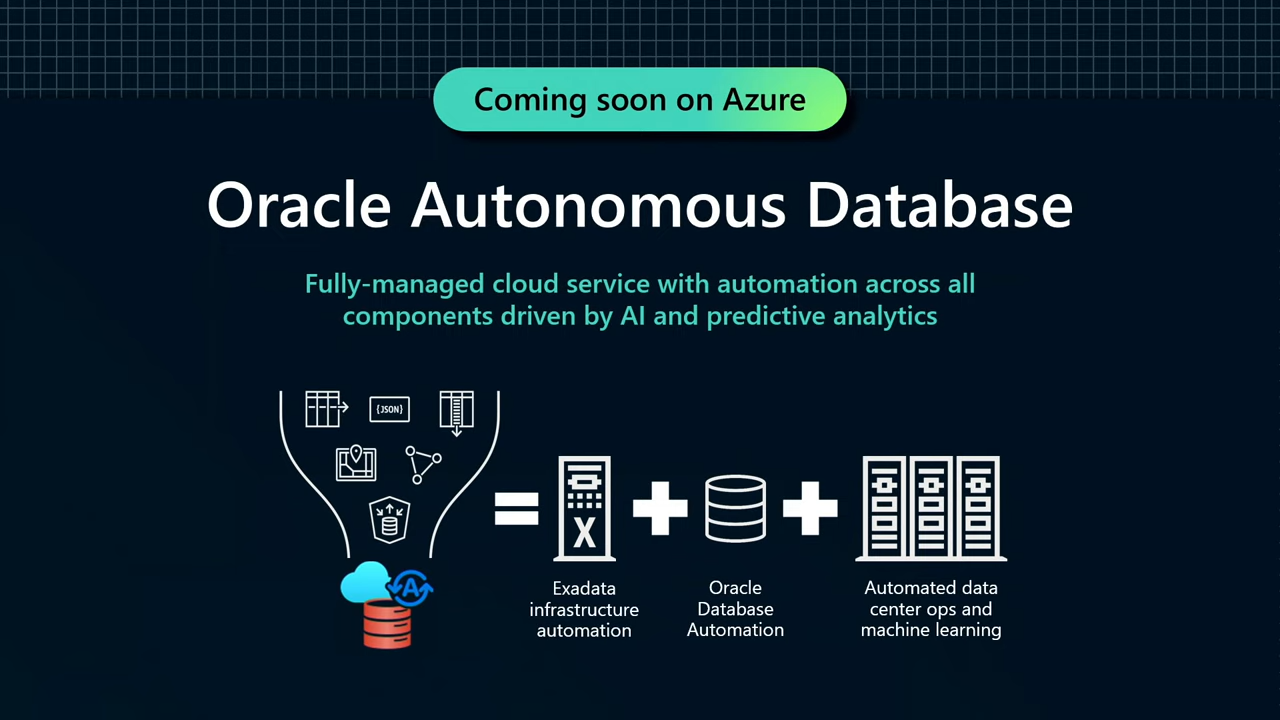 Coming soon on Azure
Oracle Autonomous Database
Fully-managed cloud service with automation across all
components driven by AI and predictive analytics
{JSON}
X
A
Exadata
infrastructure
automation
Oracle
Database
Automation
Automated data
center ops and
machine learning